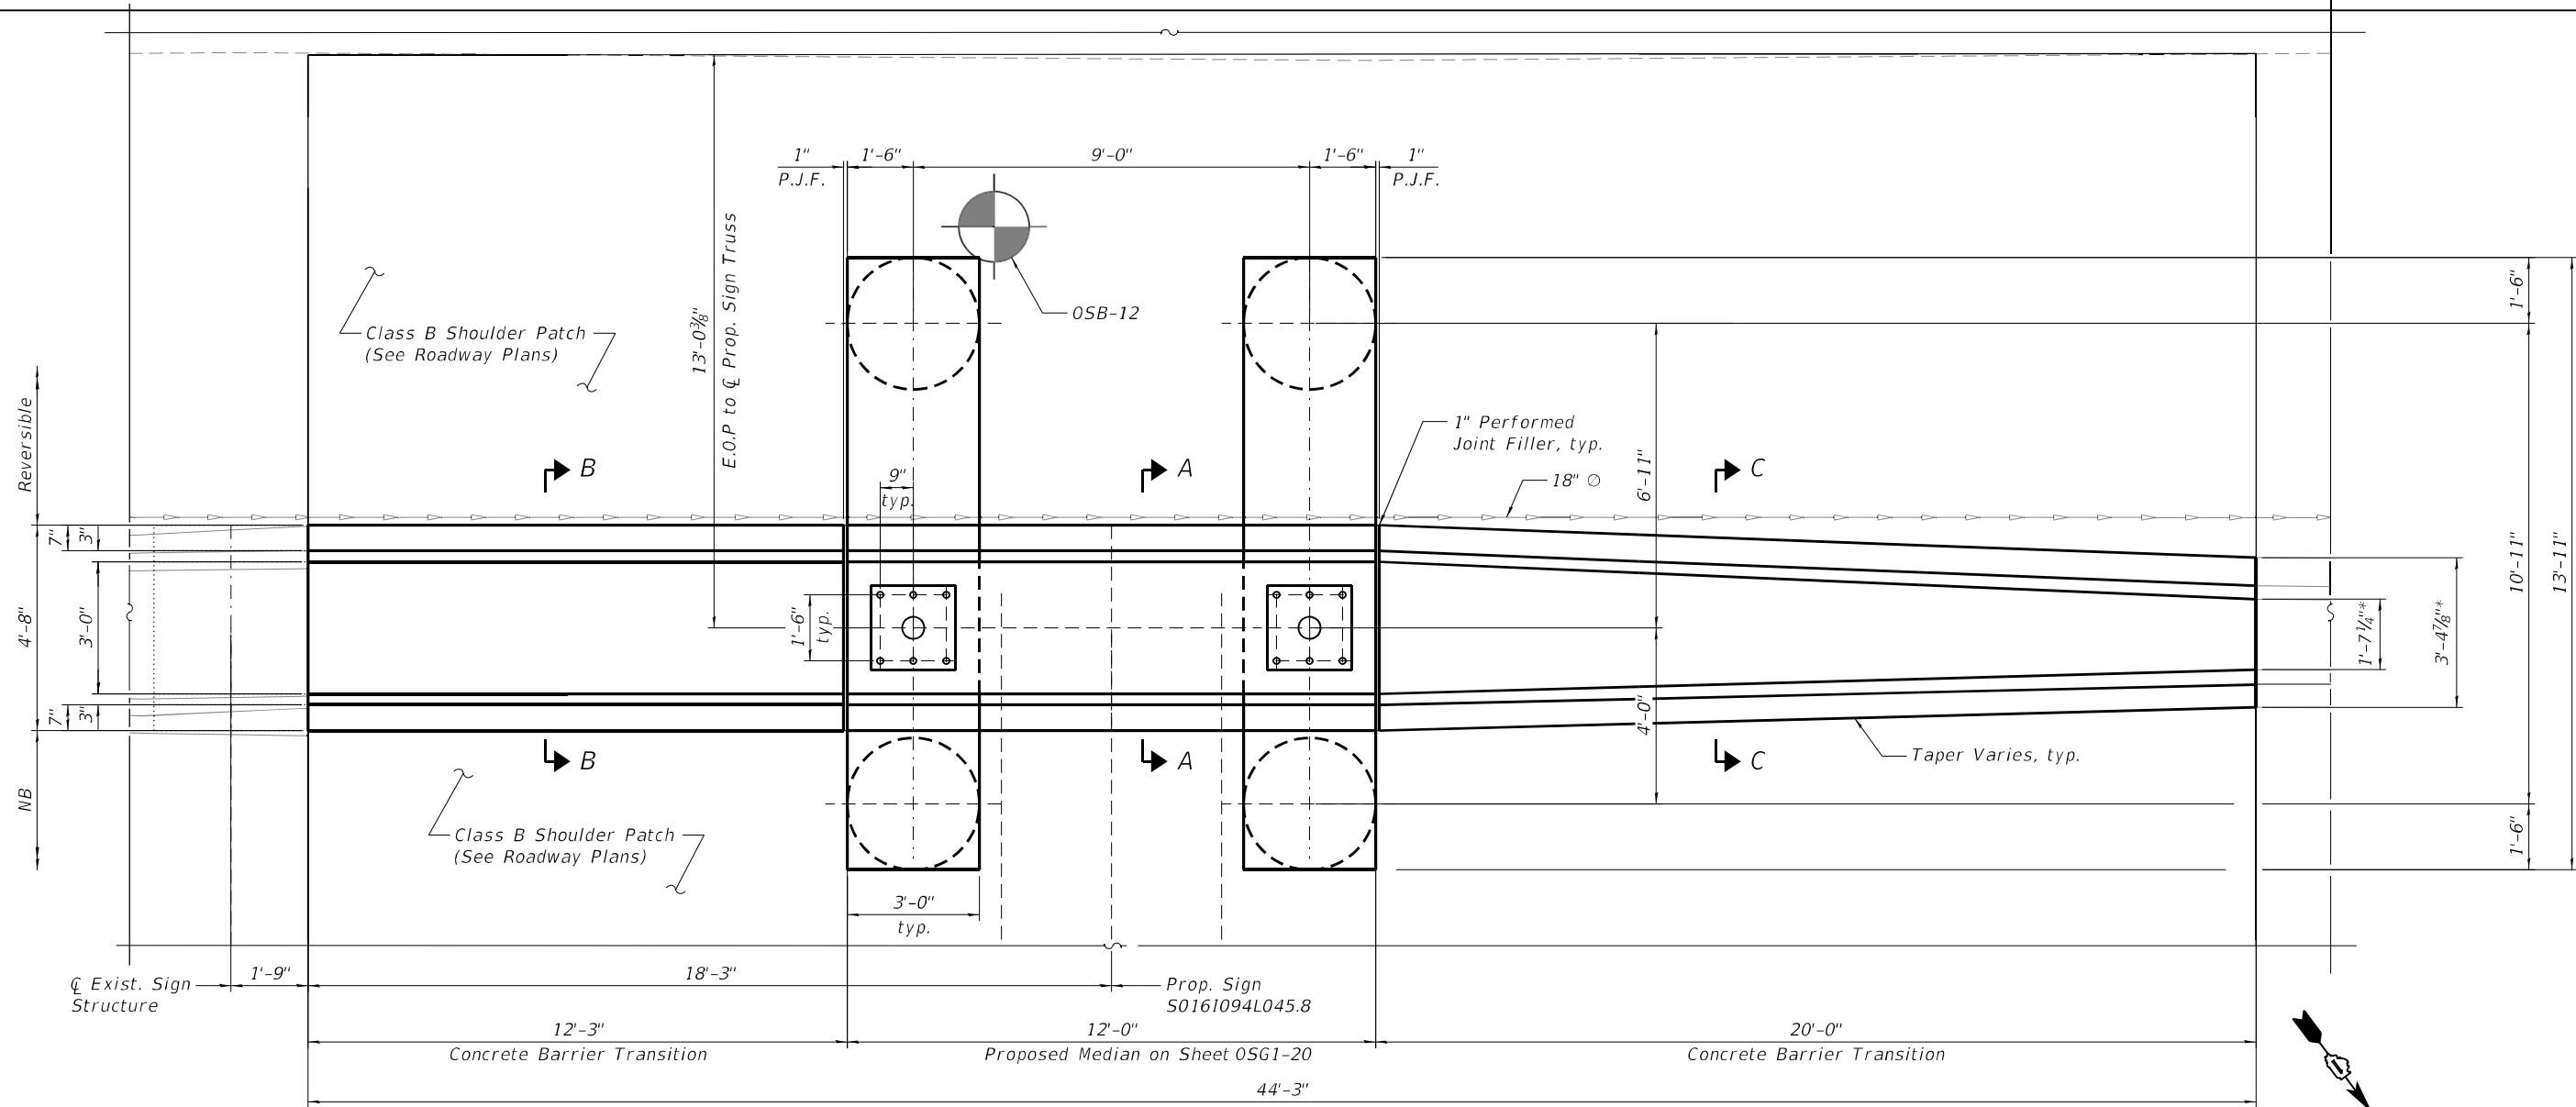 1" 1'-6" 9'-0" 1'-6" 1"
P.J.F. P.J.F.
13'-0⅜"
E.O.P to ℄ Prop. Sign Truss
OSB-12
Class B Shoulder Patch
(See Roadway Plans)
1'-6"
Reversible
B A C
9"
typ.
1" Performed
Joint Filler, typ.
18" ∅
6'-11"
7" 3"
4'-8" 3'-0"
7" 3"
1'-6"
typ.
1'-7¼"*
3'-4⅞"*
10'-11"
13'-11"
4'-0"
B A C
Taper Varies, typ.
NB
Class B Shoulder Patch
(See Roadway Plans)
1'-6"
3'-0"
typ.
℄ Exist. Sign
Structure
1'-9" 18'-3"
Prop. Sign
S016I094L045.8
12'-3" 12'-0" 20'-0"
Concrete Barrier Transition Proposed Median on Sheet OSG1-20 Concrete Barrier Transition
44'-3"